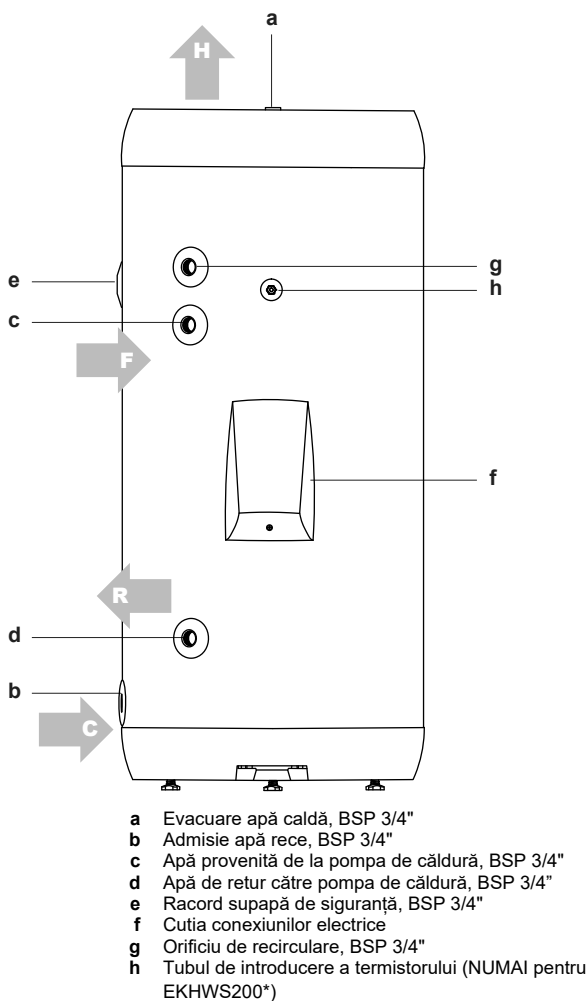 H
a
e
g
h
c
F
f
R
d
b
C
a Evacuare apă caldă, BSP 3/4"
b Admisie apă rece, BSP 3/4"
c Apă provenită de la pompa de căldură, BSP 3/4"
d Apă de retur către pompa de căldură, BSP 3/4”
e Racord supapă de siguranță, BSP 3/4"
f Cutia conexiunilor electrice
g Orificiu de recirculare, BSP 3/4"
h Tubul de introducere a termistorului (NUMAI pentru
EKHWS200*)